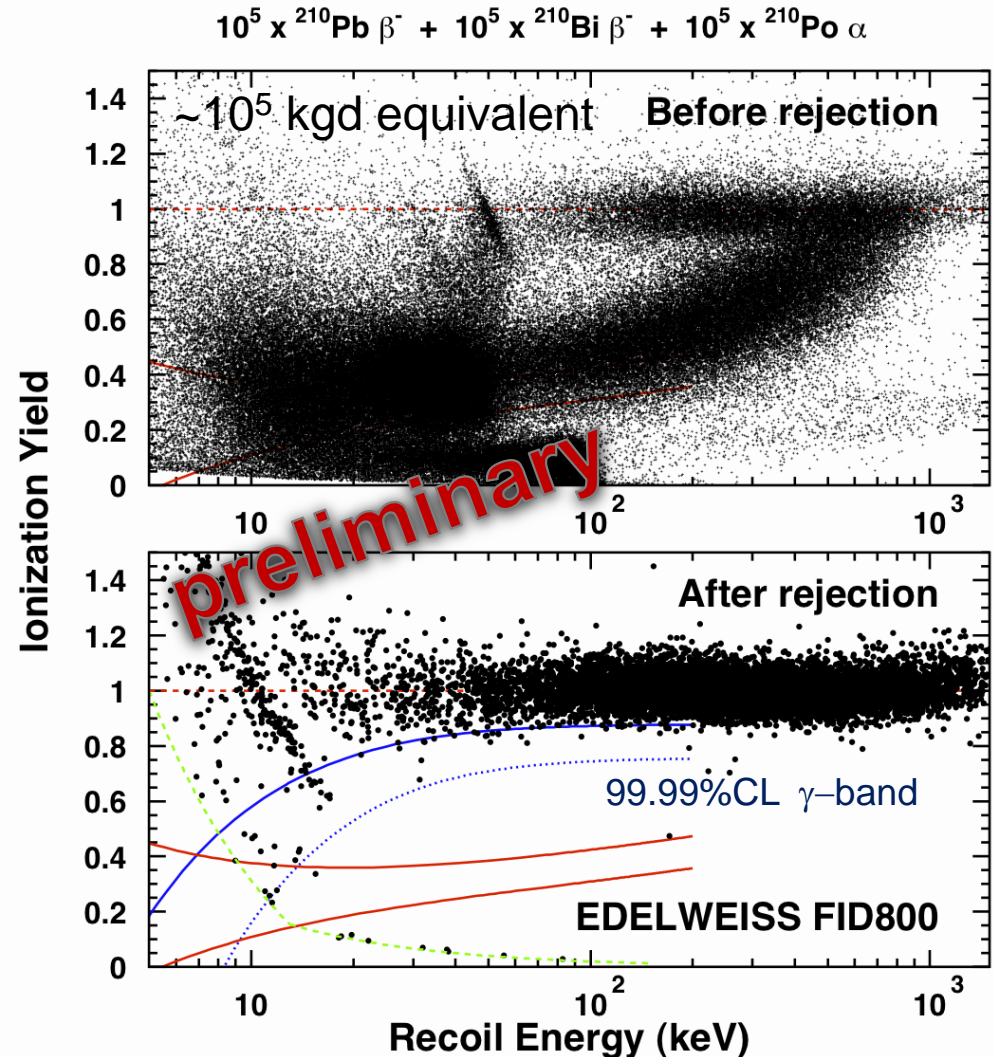 10⁵ x ²¹⁰Pb β⁻ + 10⁵ x ²¹⁰Bi β⁻ + 10⁵ x ²¹⁰Po α
~10⁵ kgd equivalent Before rejection
1.4
1.2
1
0.8
0.6
0.4
0.2
0
10 10² 10³
preliminary
Ionization Yield
After rejection
1.4
1.2
1
0.8
0.6
0.4
0.2
0
99.99%CL γ–band
EDELWEISS FID800
10 10² 10³
Recoil Energy (keV)